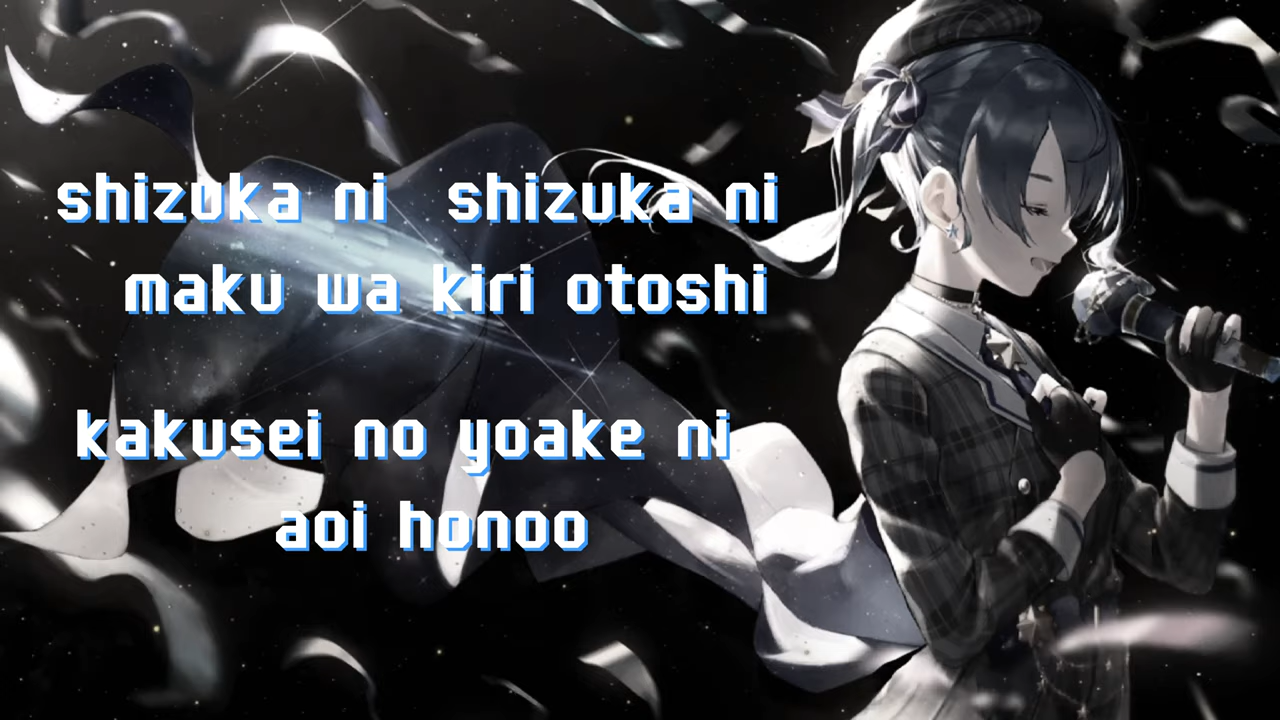 shizuka ni  shizuka ni
maku wa kiri otoshi
kakusei no yoake ni
aoi honoo